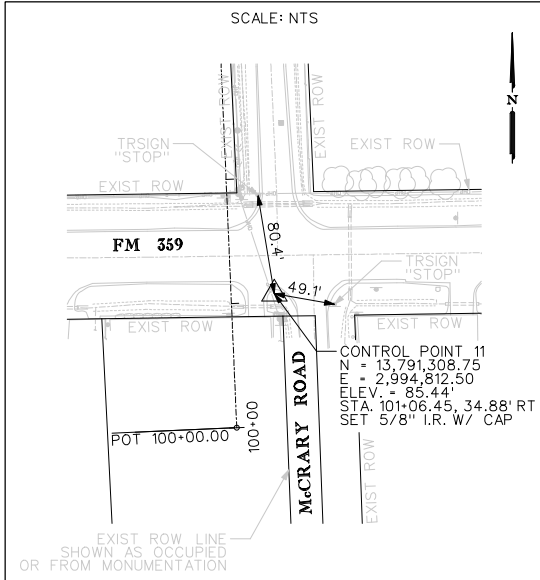 SCALE: NTS
N
EXIST ROW
EXIST ROW
TRSIGN
"STOP"
EXIST ROW
EXIST ROW
FM 359
80.4'
TRSIGN
"STOP"
49.1'
EXIST ROW
EXIST ROW
CONTROL POINT 11
N = 13,791,308.75
E = 2,994,812.50
ELEV. = 85.44'
STA. 101+06.45, 34.88' RT
SET 5/8" I.R. W/ CAP
McCRARY ROAD
POT 100+00.00
100+00
EXIST ROW
EXIST ROW LINE
SHOWN AS OCCUPIED
OR FROM MONUMENTATION